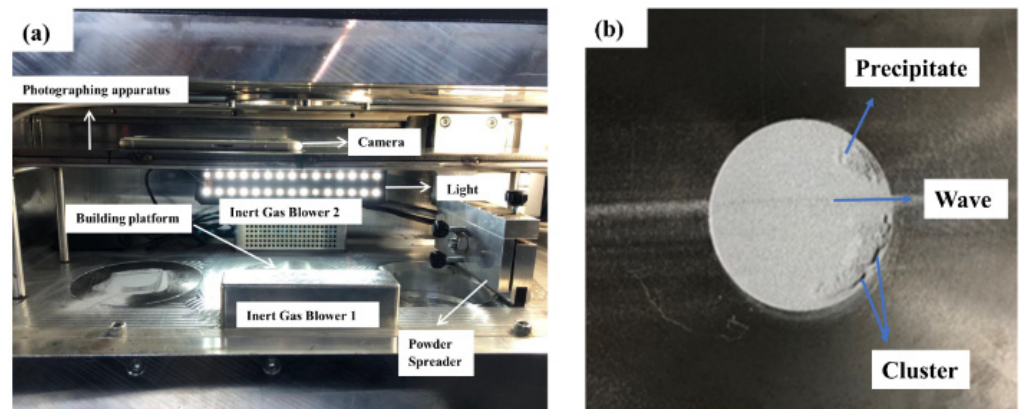 (a)
Photographing apparatus
Camera
Light
Building platform
Inert Gas Blower 2
Inert Gas Blower 1
Powder
Spreader
(b)
Precipitate
Wave
Cluster